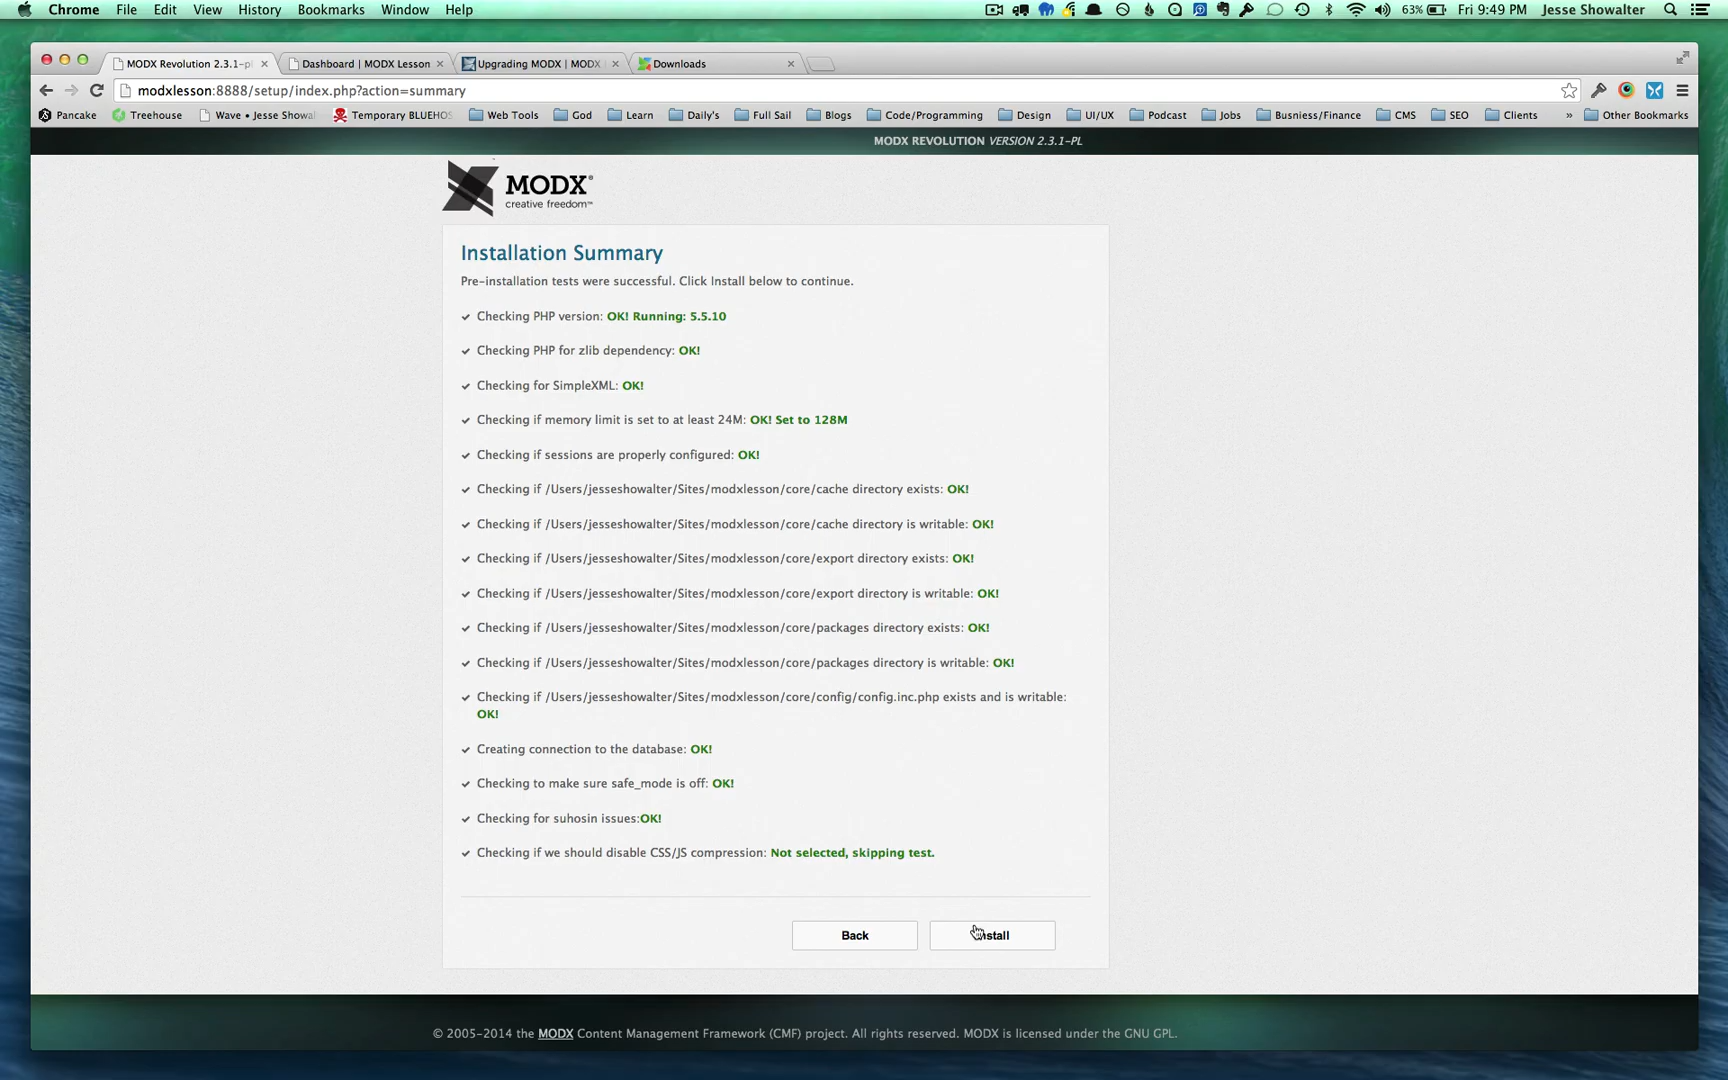 Chrome File Edit View History Bookmarks Window Help 63% Fri 9:49 PM Jesse Showalter
MODX Revolution 2.3.1-pl Dashboard | MODX Lesson Upgrading MODX | MODX Downloads
modxlesson:8888/setup/index.php?action=summary
Pancake Treehouse Wave • Jesse Showal Temporary BLUEHOS Web Tools God Learn Daily's Full Sail Blogs Code/Programming Design UI/UX Podcast Jobs Busniess/Finance CMS SEO Clients » Other Bookmarks
MODX REVOLUTION VERSION 2.3.1-PL
MODX®
creative freedom™
Installation Summary
Pre-installation tests were successful. Click Install below to continue.
Checking PHP version: OK! Running: 5.5.10
Checking PHP for zlib dependency: OK!
Checking for SimpleXML: OK!
Checking if memory limit is set to at least 24M: OK! Set to 128M
Checking if sessions are properly configured: OK!
Checking if /Users/jesseshowalter/Sites/modxlesson/core/cache directory exists: OK!
Checking if /Users/jesseshowalter/Sites/modxlesson/core/cache directory is writable: OK!
Checking if /Users/jesseshowalter/Sites/modxlesson/core/export directory exists: OK!
Checking if /Users/jesseshowalter/Sites/modxlesson/core/export directory is writable: OK!
Checking if /Users/jesseshowalter/Sites/modxlesson/core/packages directory exists: OK!
Checking if /Users/jesseshowalter/Sites/modxlesson/core/packages directory is writable: OK!
Checking if /Users/jesseshowalter/Sites/modxlesson/core/config/config.inc.php exists and is writable:
OK!
Creating connection to the database: OK!
Checking to make sure safe_mode is off: OK!
Checking for suhosin issues:OK!
Checking if we should disable CSS/JS compression: Not selected, skipping test.
Back Install
© 2005-2014 the MODX Content Management Framework (CMF) project. All rights reserved. MODX is licensed under the GNU GPL.